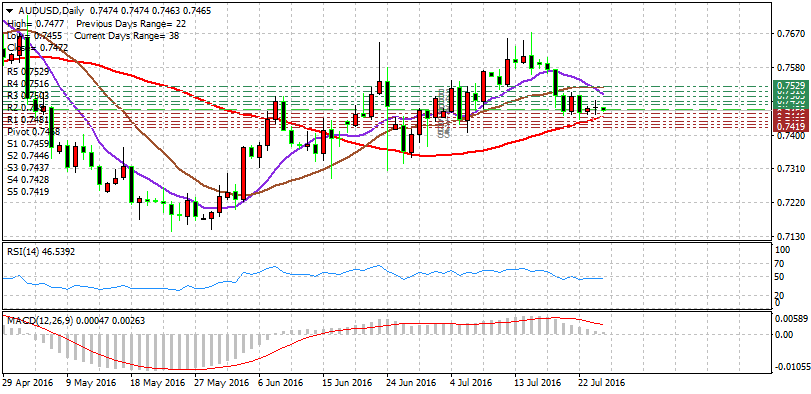 AUDUSD,Daily 0.7474 0.7474 0.7463 0.7465
High= 0.7477 Previous Days Range= 22
Low= 0.7455 Current Days Range= 38
Close= 0.7472
R5 0.7529
R4 0.7516
R3 0.7503
R2 0.7
R1 0.7481
Pivot 0.7468
S1 0.7459
S2 0.7446
S3 0.7437
S4 0.7428
S5 0.7419
0.7670
0.7580
0.7529
0.7419
0.7400
0.7310
0.7220
0.7130
RSI(14) 46.5392
100
70
50
20
0
MACD(12,26,9) 0.00047 0.00263
0.00589
0.00
-0.01055
29 Apr 2016 9 May 2016 18 May 2016 27 May 2016 6 Jun 2016 15 Jun 2016 24 Jun 2016 4 Jul 2016 13 Jul 2016 22 Jul 2016